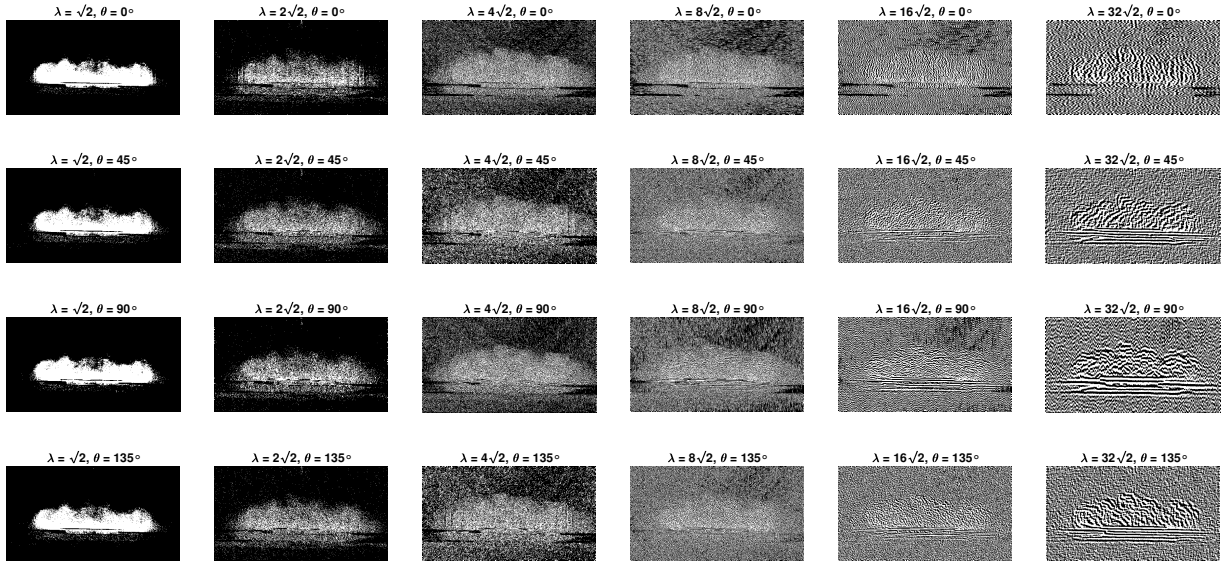 λ = √2, θ = 0°
λ = 2√2, θ = 0°
λ = 4√2, θ = 0°
λ = 8√2, θ = 0°
λ = 16√2, θ = 0°
λ = 32√2, θ = 0°
λ = √2, θ = 45°
λ = 2√2, θ = 45°
λ = 4√2, θ = 45°
λ = 8√2, θ = 45°
λ = 16√2, θ = 45°
λ = 32√2, θ = 45°
λ = √2, θ = 90°
λ = 2√2, θ = 90°
λ = 4√2, θ = 90°
λ = 8√2, θ = 90°
λ = 16√2, θ = 90°
λ = 32√2, θ = 90°
λ = √2, θ = 135°
λ = 2√2, θ = 135°
λ = 4√2, θ = 135°
λ = 8√2, θ = 135°
λ = 16√2, θ = 135°
λ = 32√2, θ = 135°